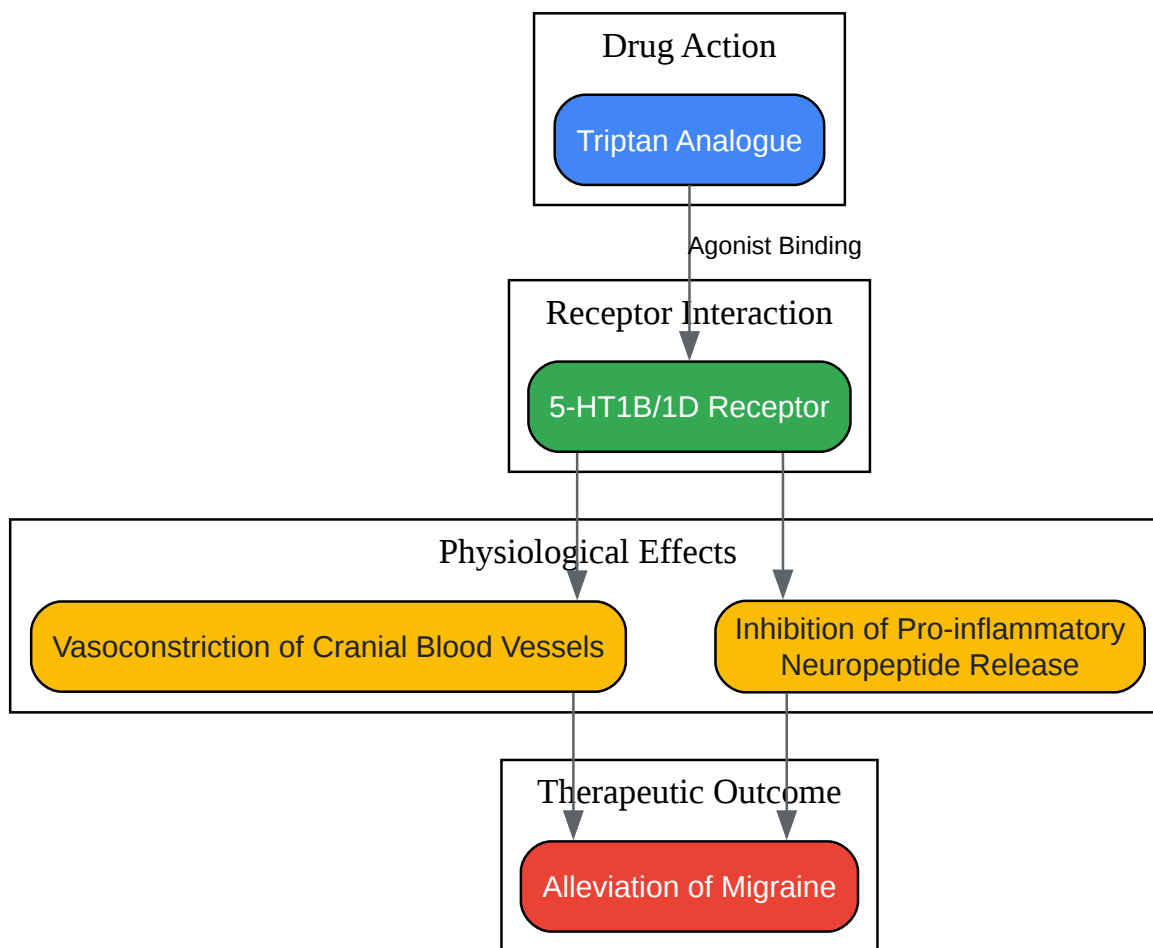 Drug Action
Triptan Analogue
Agonist Binding
Receptor Interaction
5-HT1B/1D Receptor
Physiological Effects
Vasoconstriction of Cranial Blood Vessels
Inhibition of Pro-inflammatory
Neuropeptide Release
Therapeutic Outcome
Alleviation of Migraine